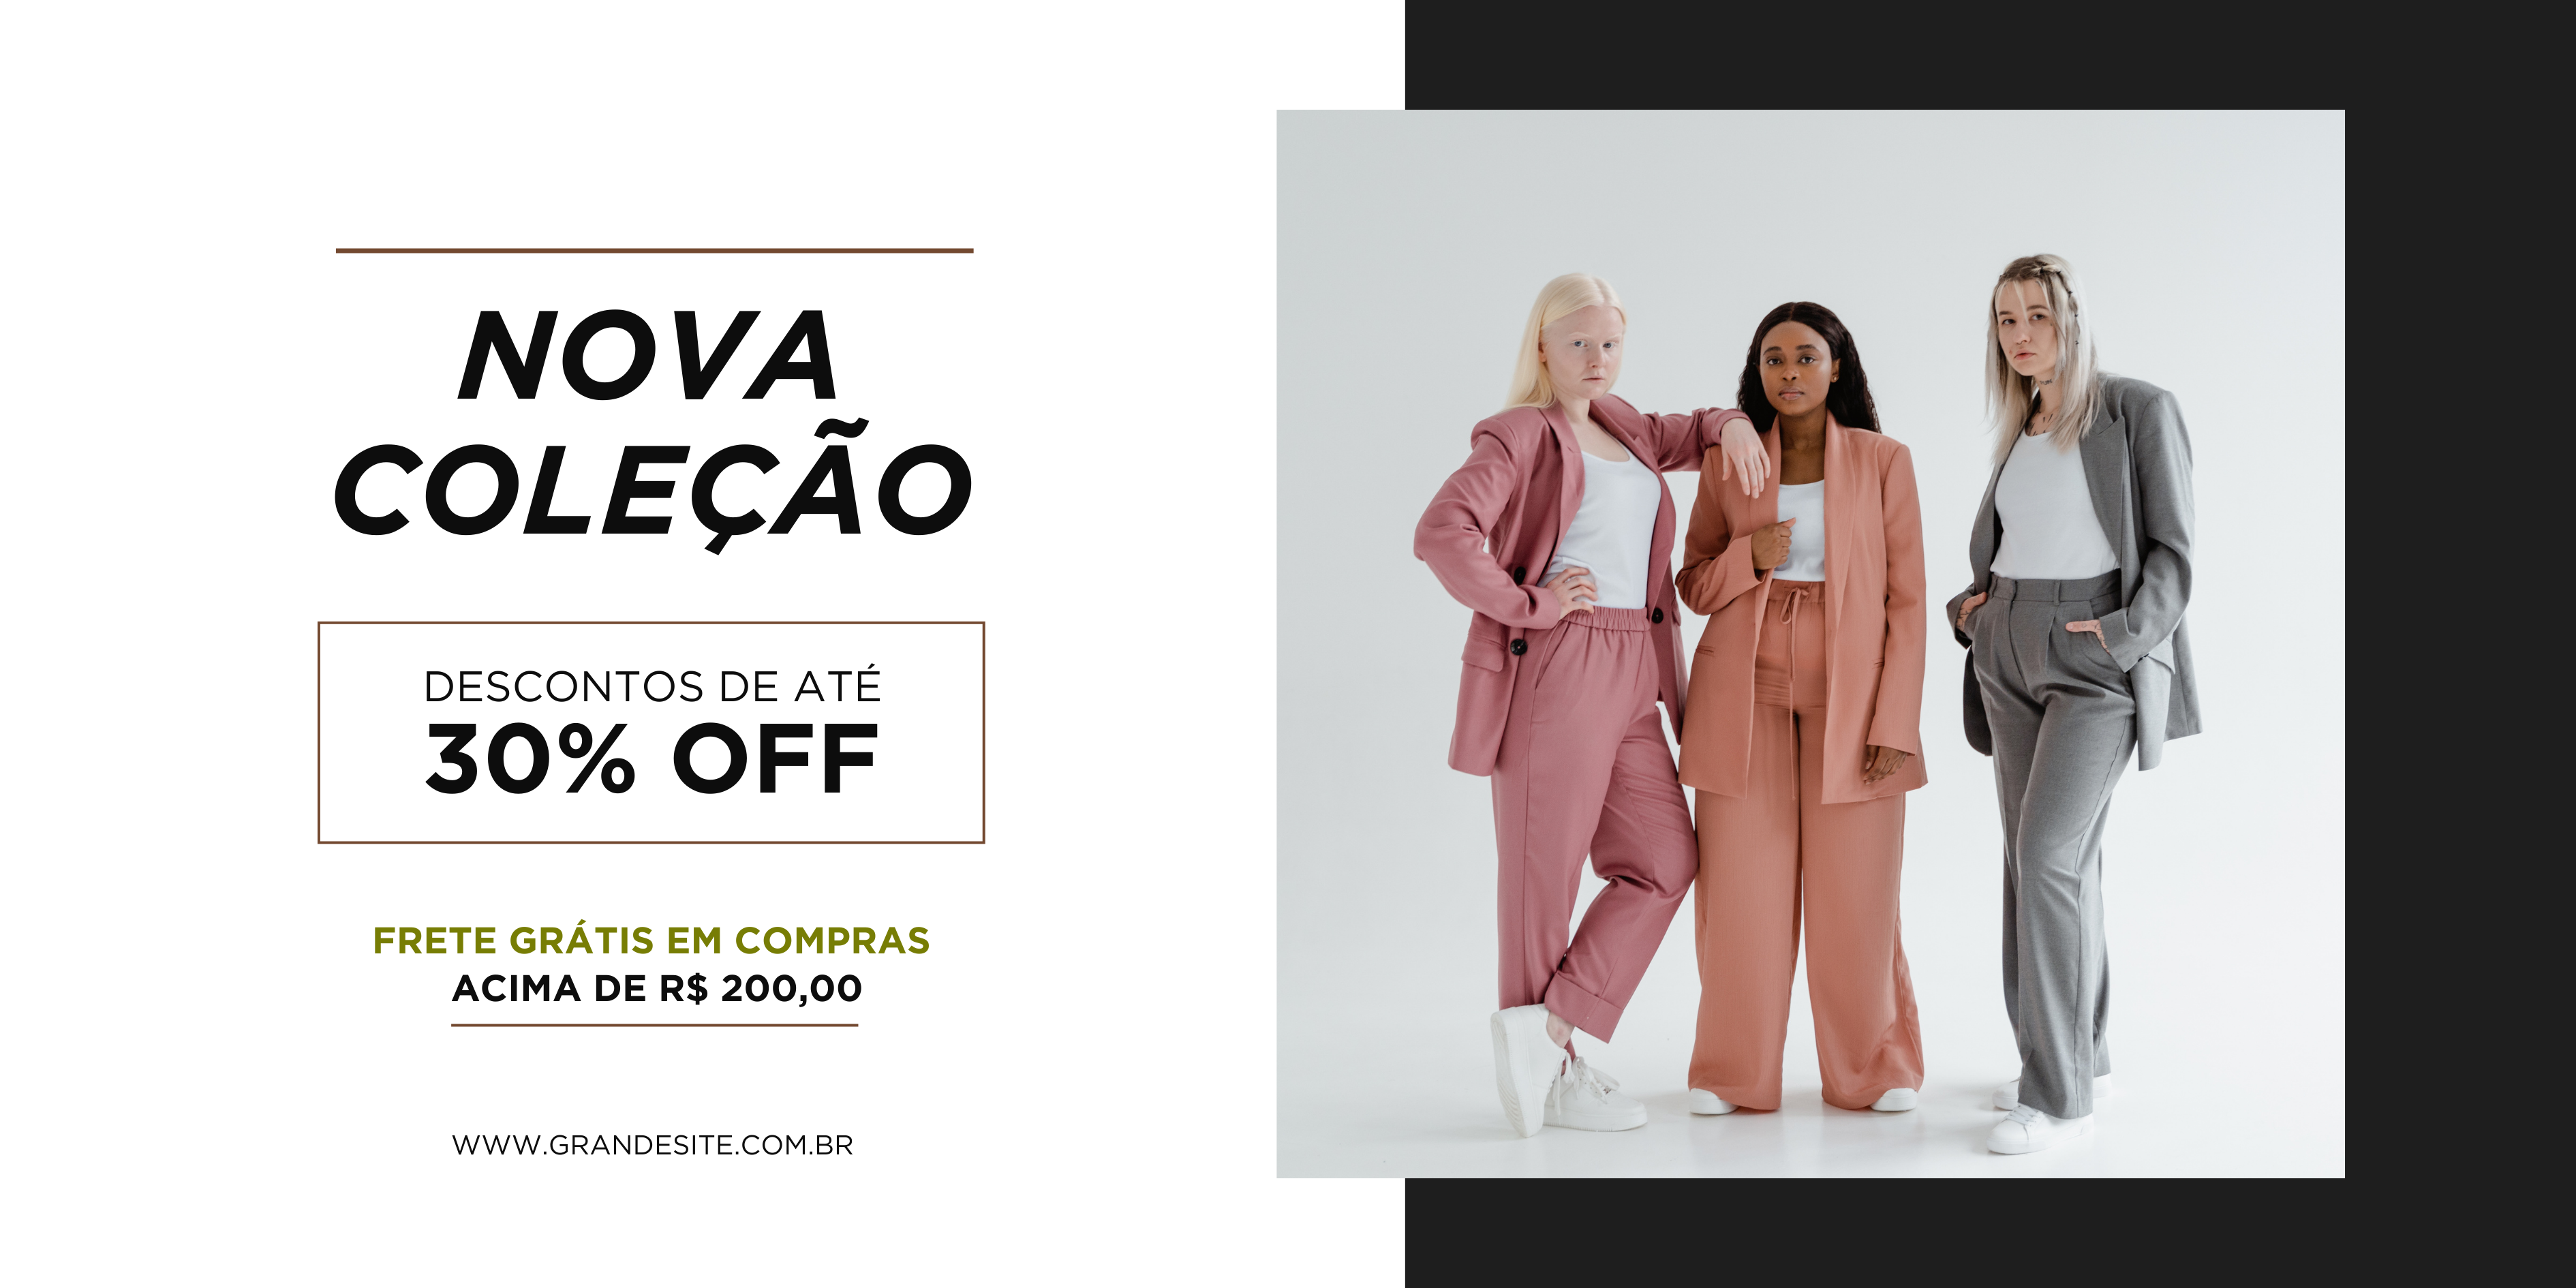 NOVA
COLEÇÃO
DESCONTOS DE ATÉ
30% OFF
FRETE GRÁTIS EM COMPRAS
ACIMA DE R$ 200,00
WWW.GRANDESITE.COM.BR